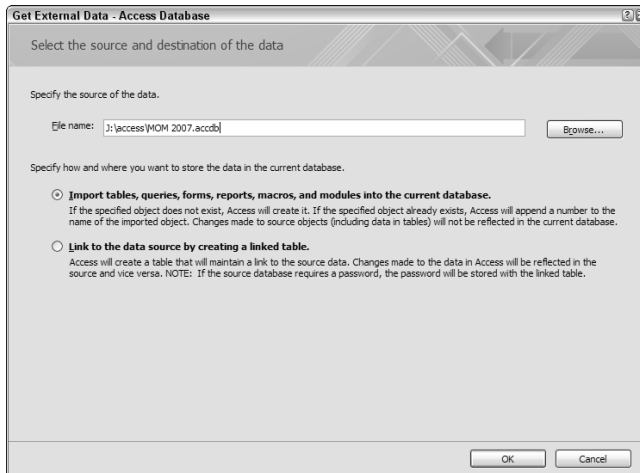 Get External Data - Access Database
Select the source and destination of the data
Specify the source of the data.
File name: J:\access\MOM 2007.accdb
Browse...
Specify how and where you want to store the data in the current database.
Import tables, queries, forms, reports, macros, and modules into the current database.
If the specified object does not exist, Access will create it. If the specified object already exists, Access will append a number to the
name of the imported object. Changes made to source objects (including data in tables) will not be reflected in the current database.
Link to the data source by creating a linked table.
Access will create a table that will maintain a link to the source data. Changes made to the data in Access will be reflected in the
source and vice versa. NOTE: If the source database requires a password, the password will be stored with the linked table.
OK Cancel